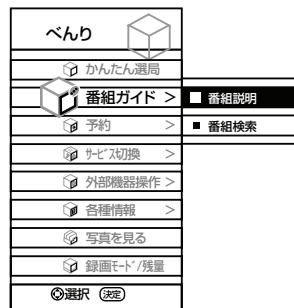 べんり
かんたん選局
番組ガイド >
番組説明
番組検索
予約 >
ｻｰﾋﾞｽ切換 >
外部機器操作 >
各種情報 >
写真を見る
録画ﾓｰﾄﾞ/残量
選択 決定